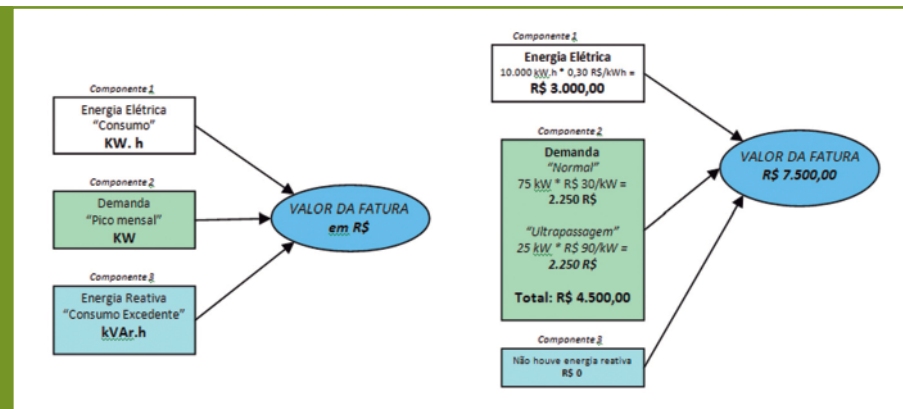 Componente 1
Energia Elétrica
“Consumo”
KW. h
Componente 2
Demanda
“Pico mensal”
KW
Componente 3
Energia Reativa
“Consumo Excedente”
kVAr.h
VALOR DA FATURA
em R$
Componente 1
Energia Elétrica
10.000 kW.h * 0,30 R$/kWh =
R$ 3.000,00
Componente 2
Demanda
“Normal”
75 kW * R$ 30/kW =
2.250 R$
“Ultrapassagem”
25 kW * R$ 90/kW =
2.250 R$
Total: R$ 4.500,00
Componente 3
Não houve energia reativa
R$ 0
VALOR DA FATURA
R$ 7.500,00